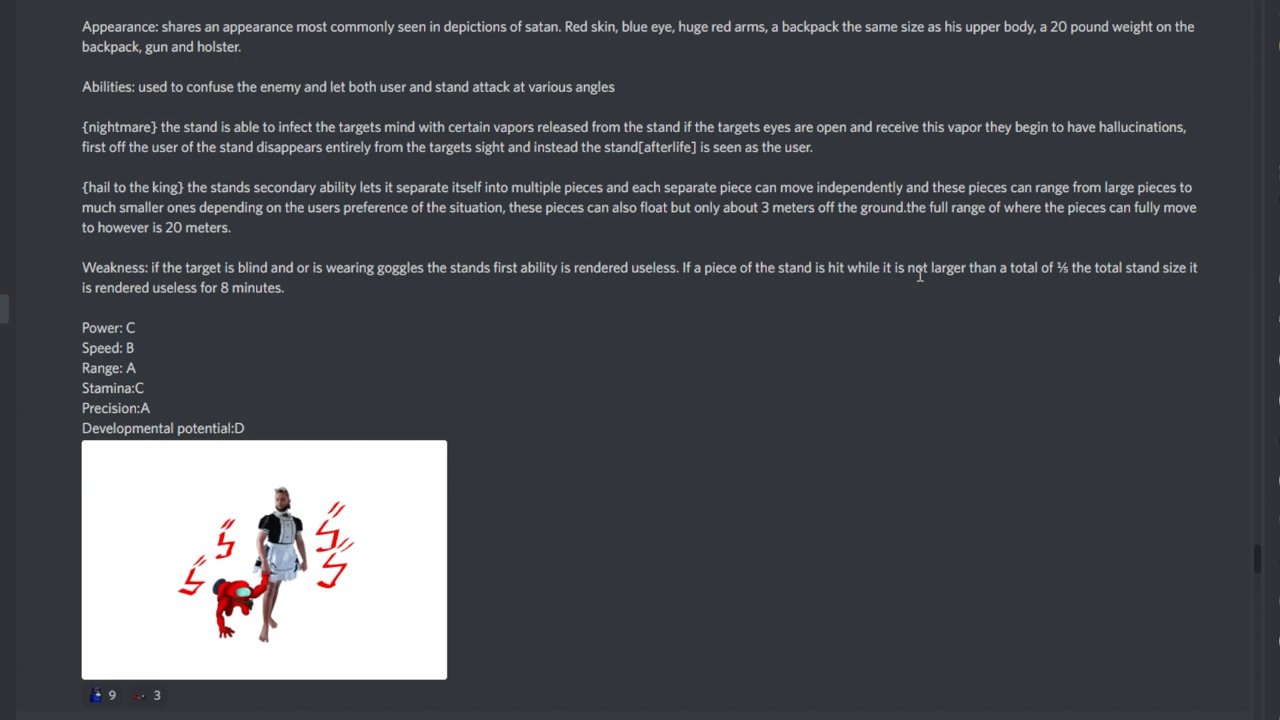 Appearance: shares an appearance most commonly seen in depictions of satan. Red skin, blue eye, huge red arms, a backpack the same size as his upper body, a 20 pound weight on the
backpack, gun and holster.
Abilities: used to confuse the enemy and let both user and stand attack at various angles
{nightmare} the stand is able to infect the targets mind with certain vapors released from the stand if the targets eyes are open and receive this vapor they begin to have hallucinations,
first off the user of the stand disappears entirely from the targets sight and instead the stand[afterlife] is seen as the user.
{hail to the king} the stands secondary ability lets it separate itself into multiple pieces and each separate piece can move independently and these pieces can range from large pieces to
much smaller ones depending on the users preference of the situation, these pieces can also float but only about 3 meters off the ground.the full range of where the pieces can fully move
to however is 20 meters.
Weakness: if the target is blind and or is wearing goggles the stands first ability is rendered useless. If a piece of the stand is hit while it is not larger than a total of ⅕ the total stand size it
is rendered useless for 8 minutes.
Power: C
Speed: B
Range: A
Stamina:C
Precision:A
Developmental potential:D
9 3